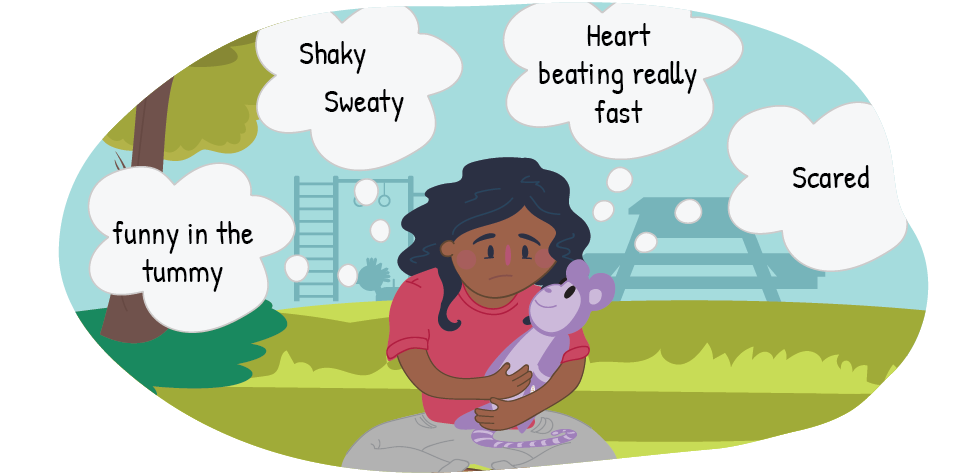 Shaky
Sweaty
Heart
beating really
fast
Scared
funny in the
tummy